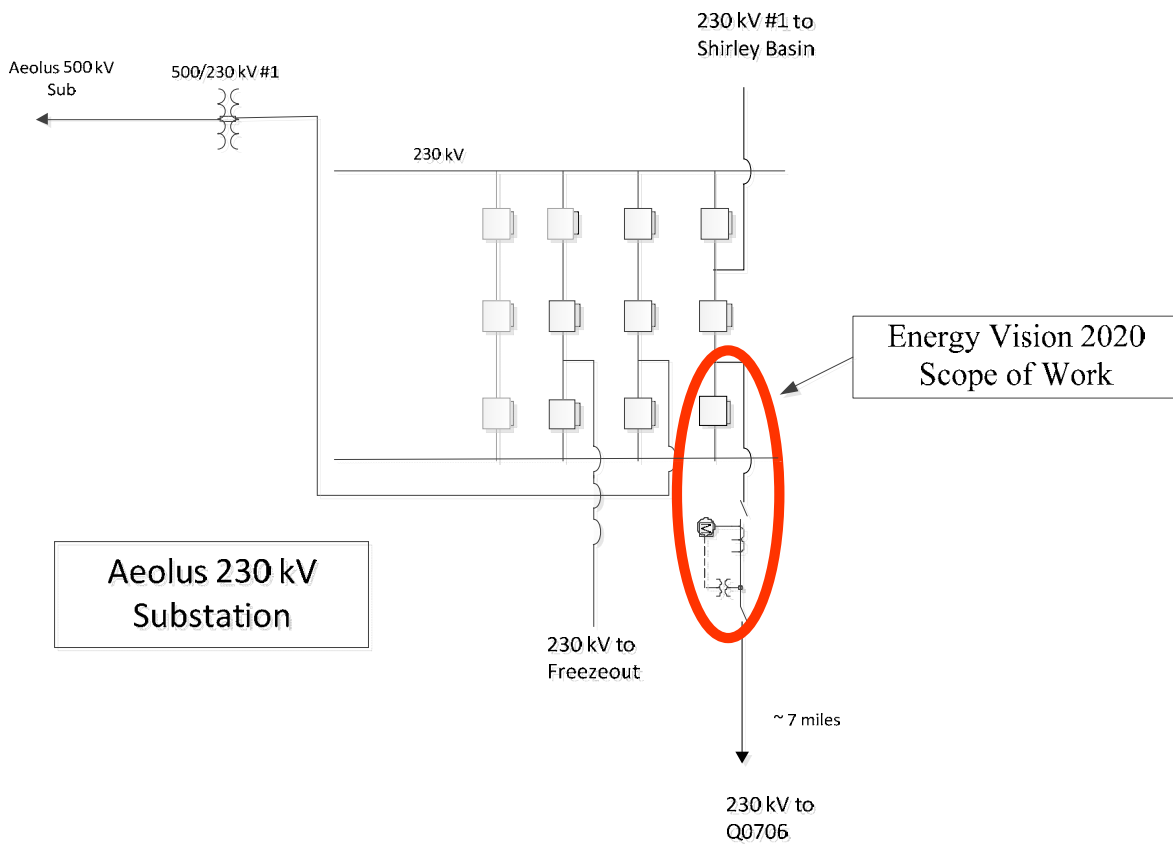 230 kV #1 to
Shirley Basin
Aeolus 500 kV
Sub
500/230 kV #1
230 kV
Energy Vision 2020
Scope of Work
M
Aeolus 230 kV
Substation
230 kV to
Freezeout
~ 7 miles
230 kV to
Q0706